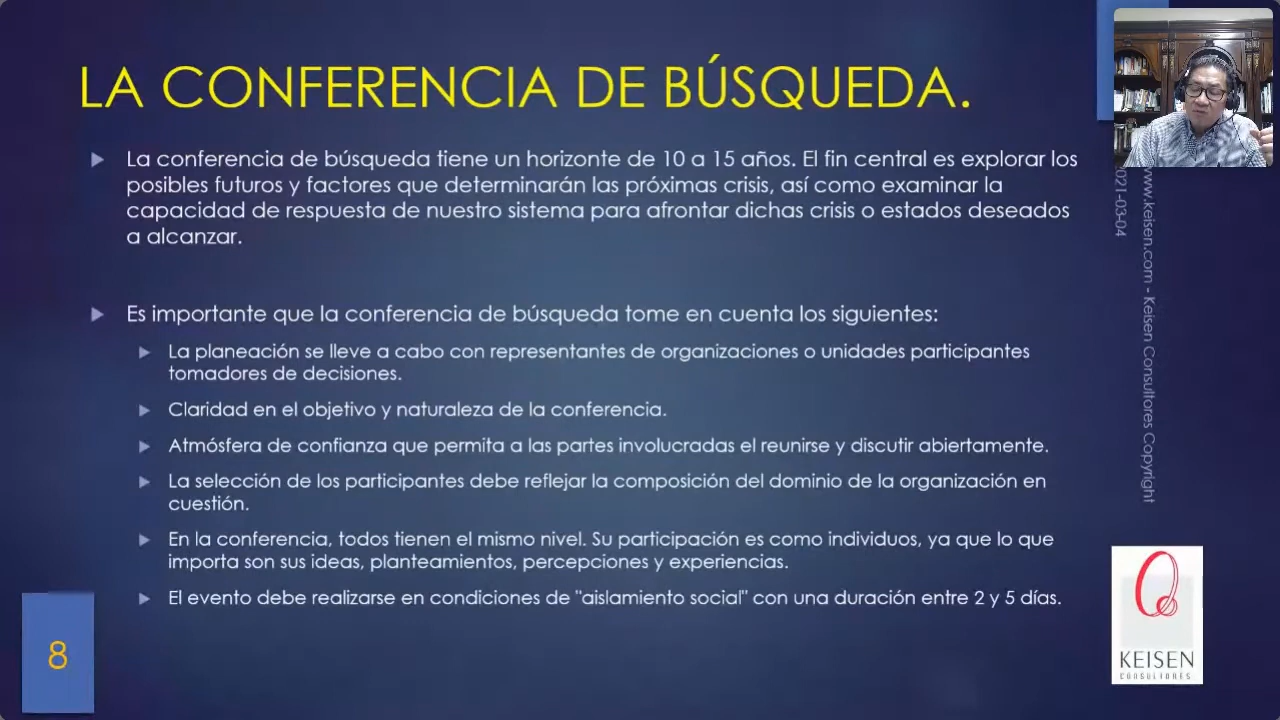 LA CONFERENCIA DE BÚSQUEDA.
La conferencia de búsqueda tiene un horizonte de 10 a 15 años. El fin central es explorar los
posibles futuros y factores que determinarán las próximas crisis, así como examinar la
capacidad de respuesta de nuestro sistema para afrontar dichas crisis o estados deseados
a alcanzar.
Es importante que la conferencia de búsqueda tome en cuenta los siguientes:
La planeación se lleve a cabo con representantes de organizaciones o unidades participantes
tomadores de decisiones.
Claridad en el objetivo y naturaleza de la conferencia.
Atmósfera de confianza que permita a las partes involucradas el reunirse y discutir abiertamente.
La selección de los participantes debe reflejar la composición del dominio de la organización en
cuestión.
En la conferencia, todos tienen el mismo nivel. Su participación es como individuos, ya que lo que
importa son sus ideas, planteamientos, percepciones y experiencias.
El evento debe realizarse en condiciones de "aislamiento social" con una duración entre 2 y 5 días.
8
www.keisen.com - Keisen Consultores Copyright
2021-03-04
KEISEN
CONSULTORES